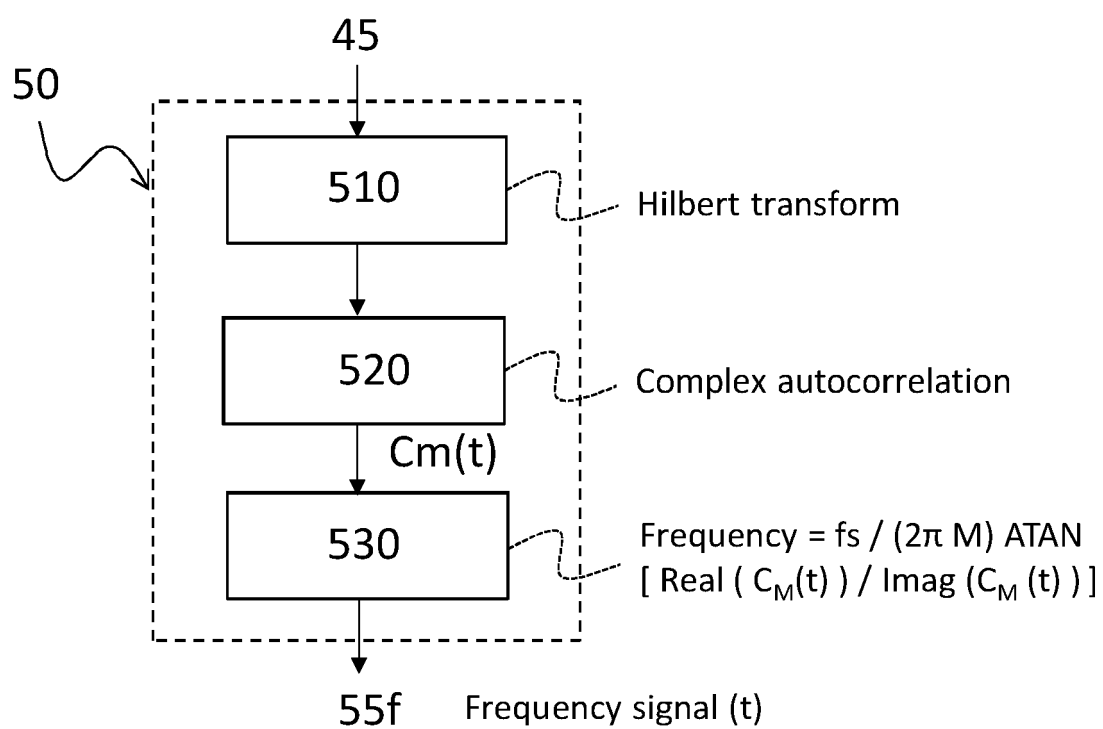 45
50
510
Hilbert transform
520
Complex autocorrelation
Cm(t)
530
Frequency = fs / (2π M) ATAN
[ Real ( C_M(t) ) / Imag (C_M (t) ) ]
55f
Frequency signal (t)